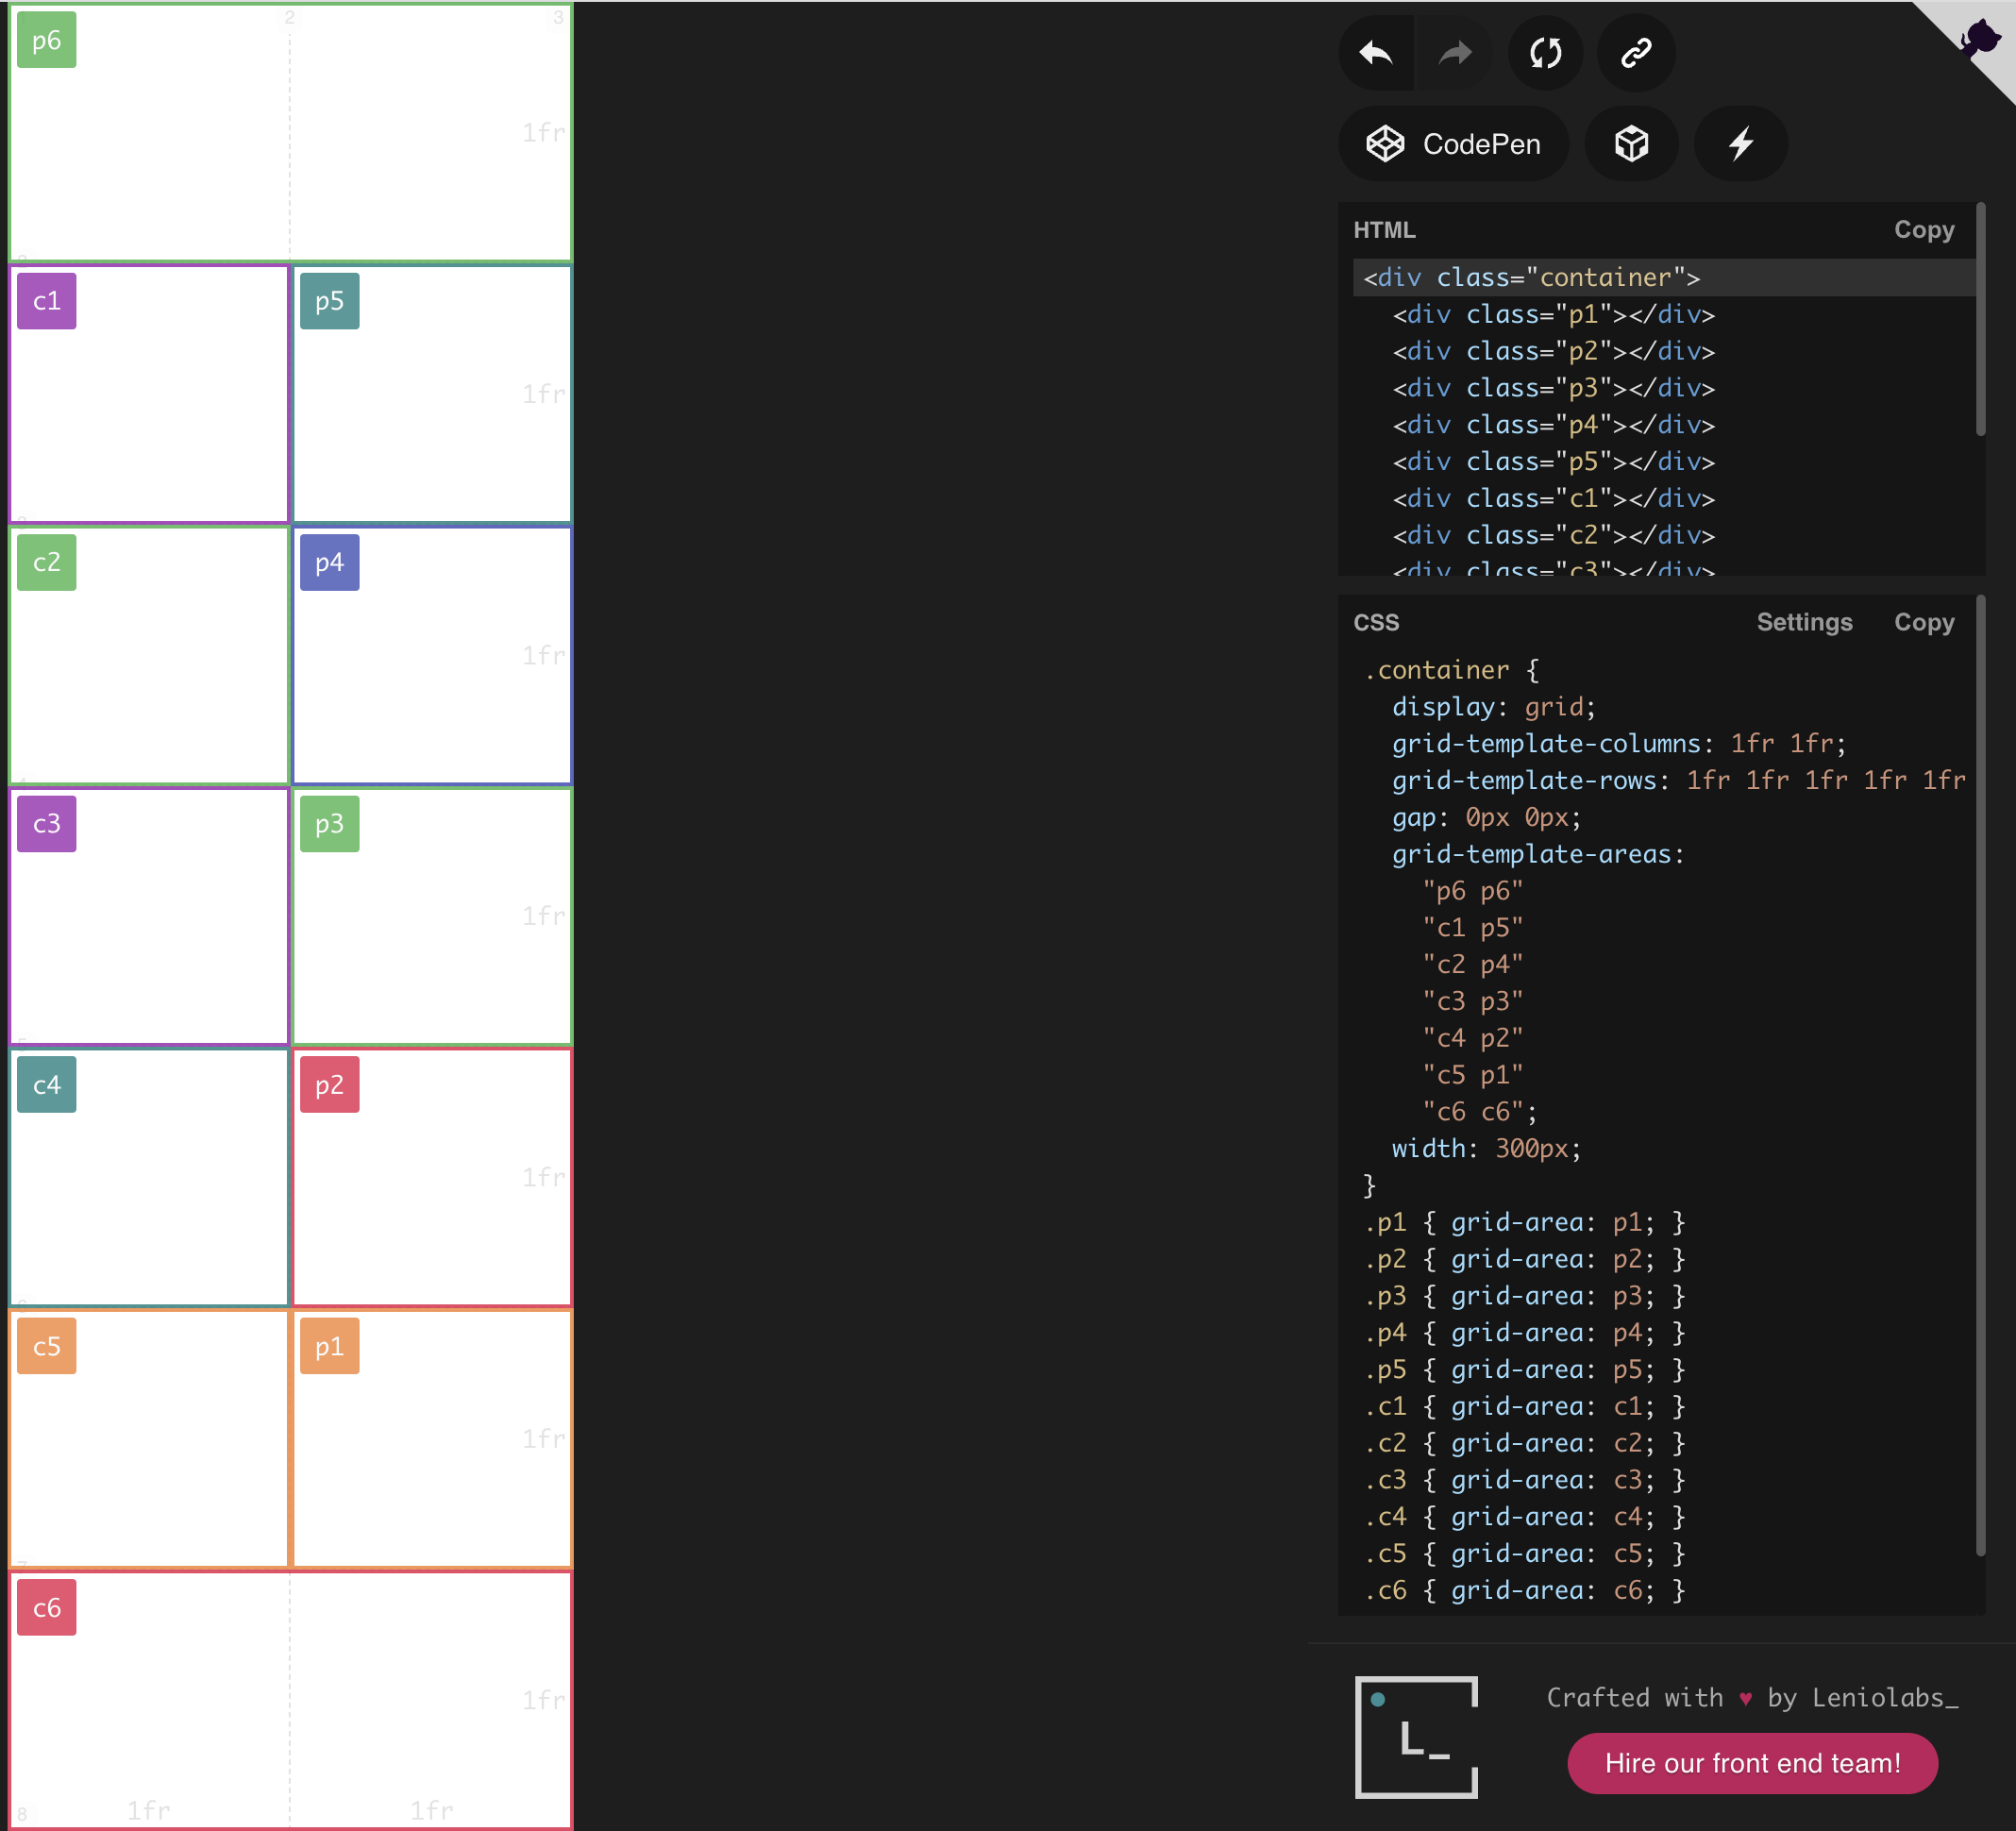 p6
2
3
1fr
c1
p5
1fr
c2
p4
1fr
c3
p3
1fr
c4
p2
1fr
c5
p1
1fr
c6
1fr
8
1fr
1fr
CodePen
HTML
Copy
<div class="container">
<div class="p1"></div>
<div class="p2"></div>
<div class="p3"></div>
<div class="p4"></div>
<div class="p5"></div>
<div class="c1"></div>
<div class="c2"></div>
<div class="c3"></div>
CSS
Settings
Copy
.container {
display: grid;
grid-template-columns: 1fr 1fr;
grid-template-rows: 1fr 1fr 1fr 1fr 1fr
gap: 0px 0px;
grid-template-areas:
"p6 p6"
"c1 p5"
"c2 p4"
"c3 p3"
"c4 p2"
"c5 p1"
"c6 c6";
width: 300px;
}
.p1 { grid-area: p1; }
.p2 { grid-area: p2; }
.p3 { grid-area: p3; }
.p4 { grid-area: p4; }
.p5 { grid-area: p5; }
.c1 { grid-area: c1; }
.c2 { grid-area: c2; }
.c3 { grid-area: c3; }
.c4 { grid-area: c4; }
.c5 { grid-area: c5; }
.c6 { grid-area: c6; }
L_
Crafted with ♥ by Leniolabs_
Hire our front end team!